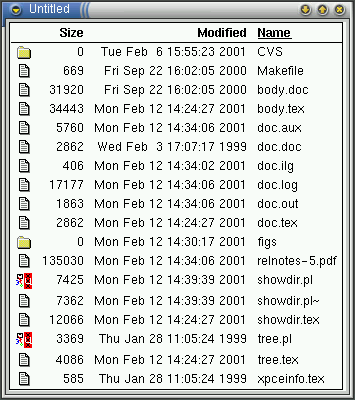 Untitled
Size Modified Name
0 Tue Feb 6 15:55:23 2001 CVS
669 Fri Sep 22 16:02:05 2000 Makefile
31920 Fri Sep 22 16:02:05 2000 body.doc
34443 Mon Feb 12 14:24:27 2001 body.tex
5760 Mon Feb 12 14:34:06 2001 doc.aux
2862 Wed Feb 3 17:07:17 1999 doc.doc
406 Mon Feb 12 14:34:02 2001 doc.ilg
17177 Mon Feb 12 14:34:06 2001 doc.log
1863 Mon Feb 12 14:34:06 2001 doc.out
2862 Mon Feb 12 14:24:27 2001 doc.tex
0 Mon Feb 12 14:30:17 2001 figs
135030 Mon Feb 12 14:34:06 2001 relnotes-5.pdf
7425 Mon Feb 12 14:39:39 2001 showdir.pl
7362 Mon Feb 12 14:39:39 2001 showdir.pl~
12066 Mon Feb 12 14:24:27 2001 showdir.tex
3369 Thu Jan 28 11:05:24 1999 tree.pl
4086 Mon Feb 12 14:24:27 2001 tree.tex
585 Thu Jan 28 11:05:24 1999 xpceinfo.tex